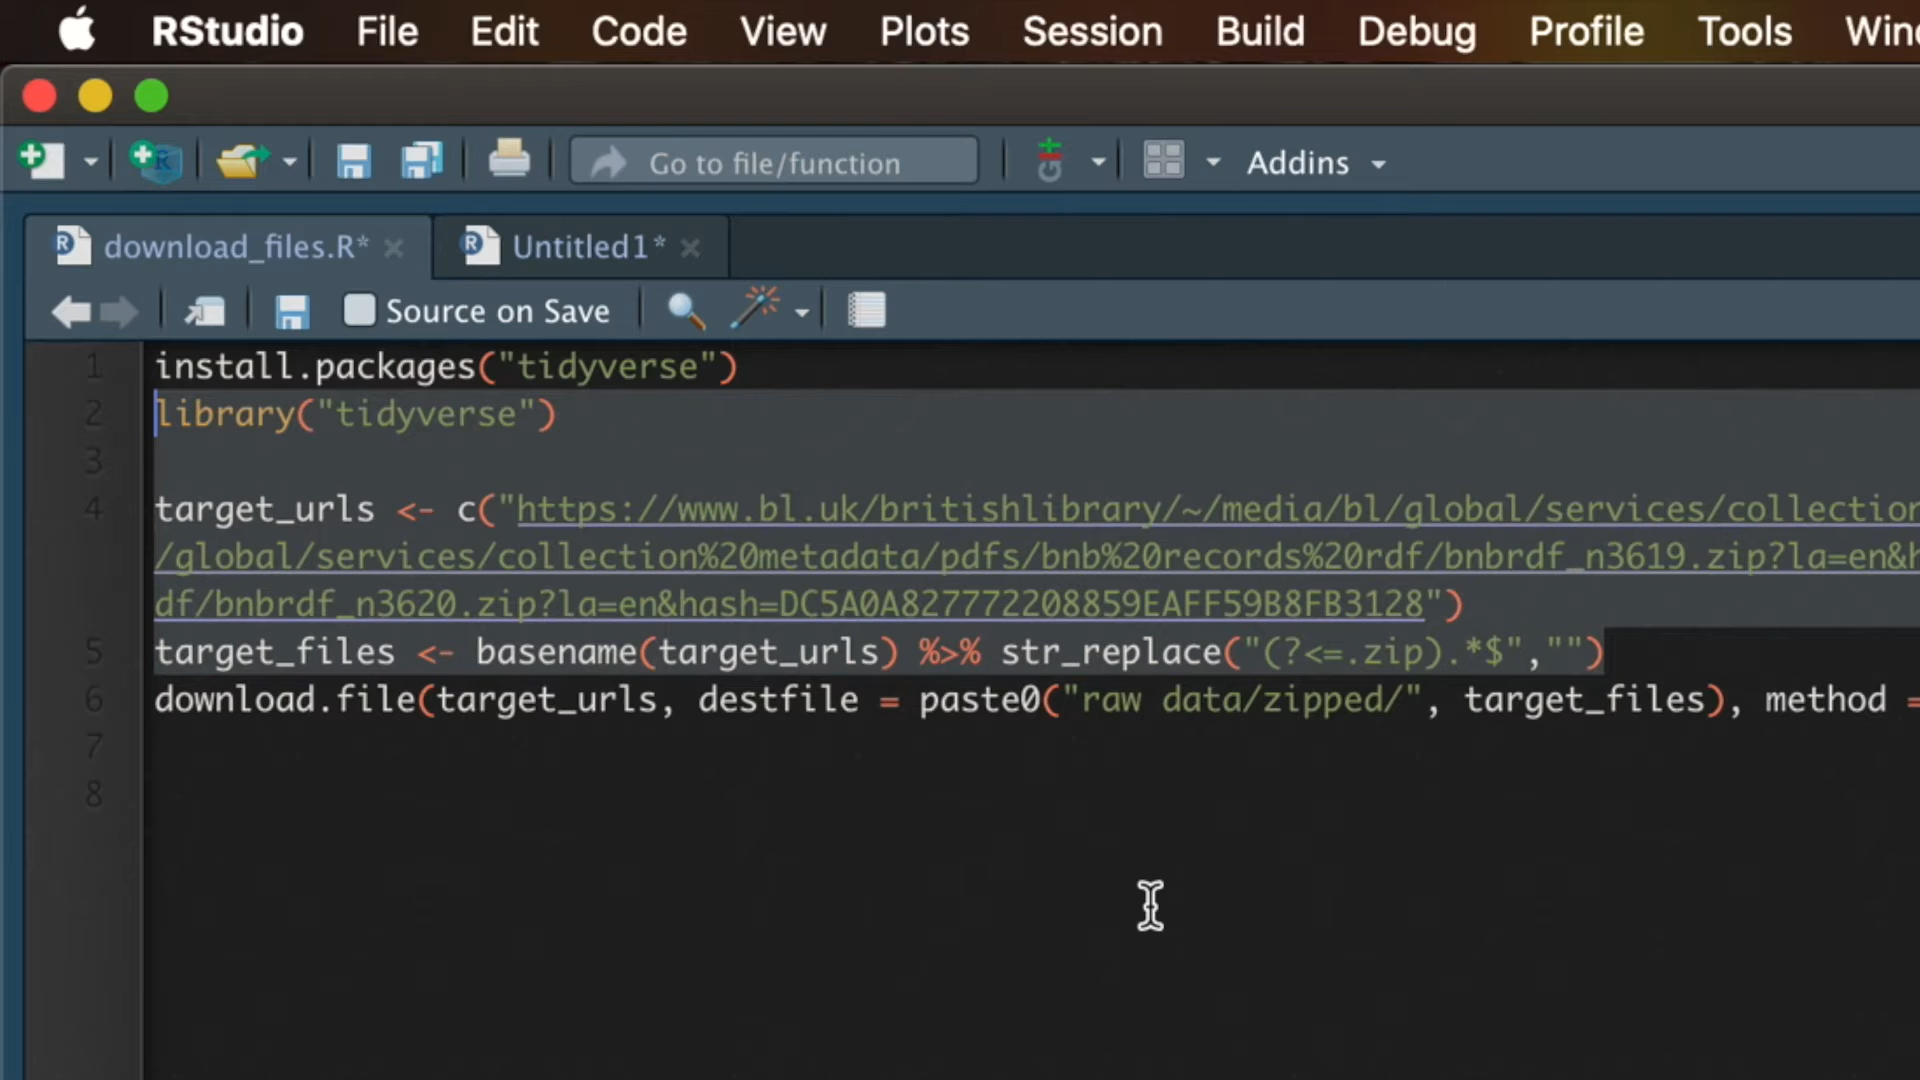 RStudio File Edit Code View Plots Session Build Debug Profile Tools
Go to file/function Addins
download_files.R* Untitled1*
Source on Save
1 install.packages("tidyverse")
2 library("tidyverse")
3
4 target_urls <- c("https://www.bl.uk/britishlibrary/~/media/bl/global/services/collection
/global/services/collection%20metadata/pdfs/bnb%20records%20rdf/bnbrdf_n3619.zip?la=en&h
df/bnbrdf_n3620.zip?la=en&hash=DC5A0A827772208859EAFF59B8FB3128")
5 target_files <- basename(target_urls) %>% str_replace("(?<=.zip).*$","")
6 download.file(target_urls, destfile = paste0("raw data/zipped/", target_files), method =
7
8